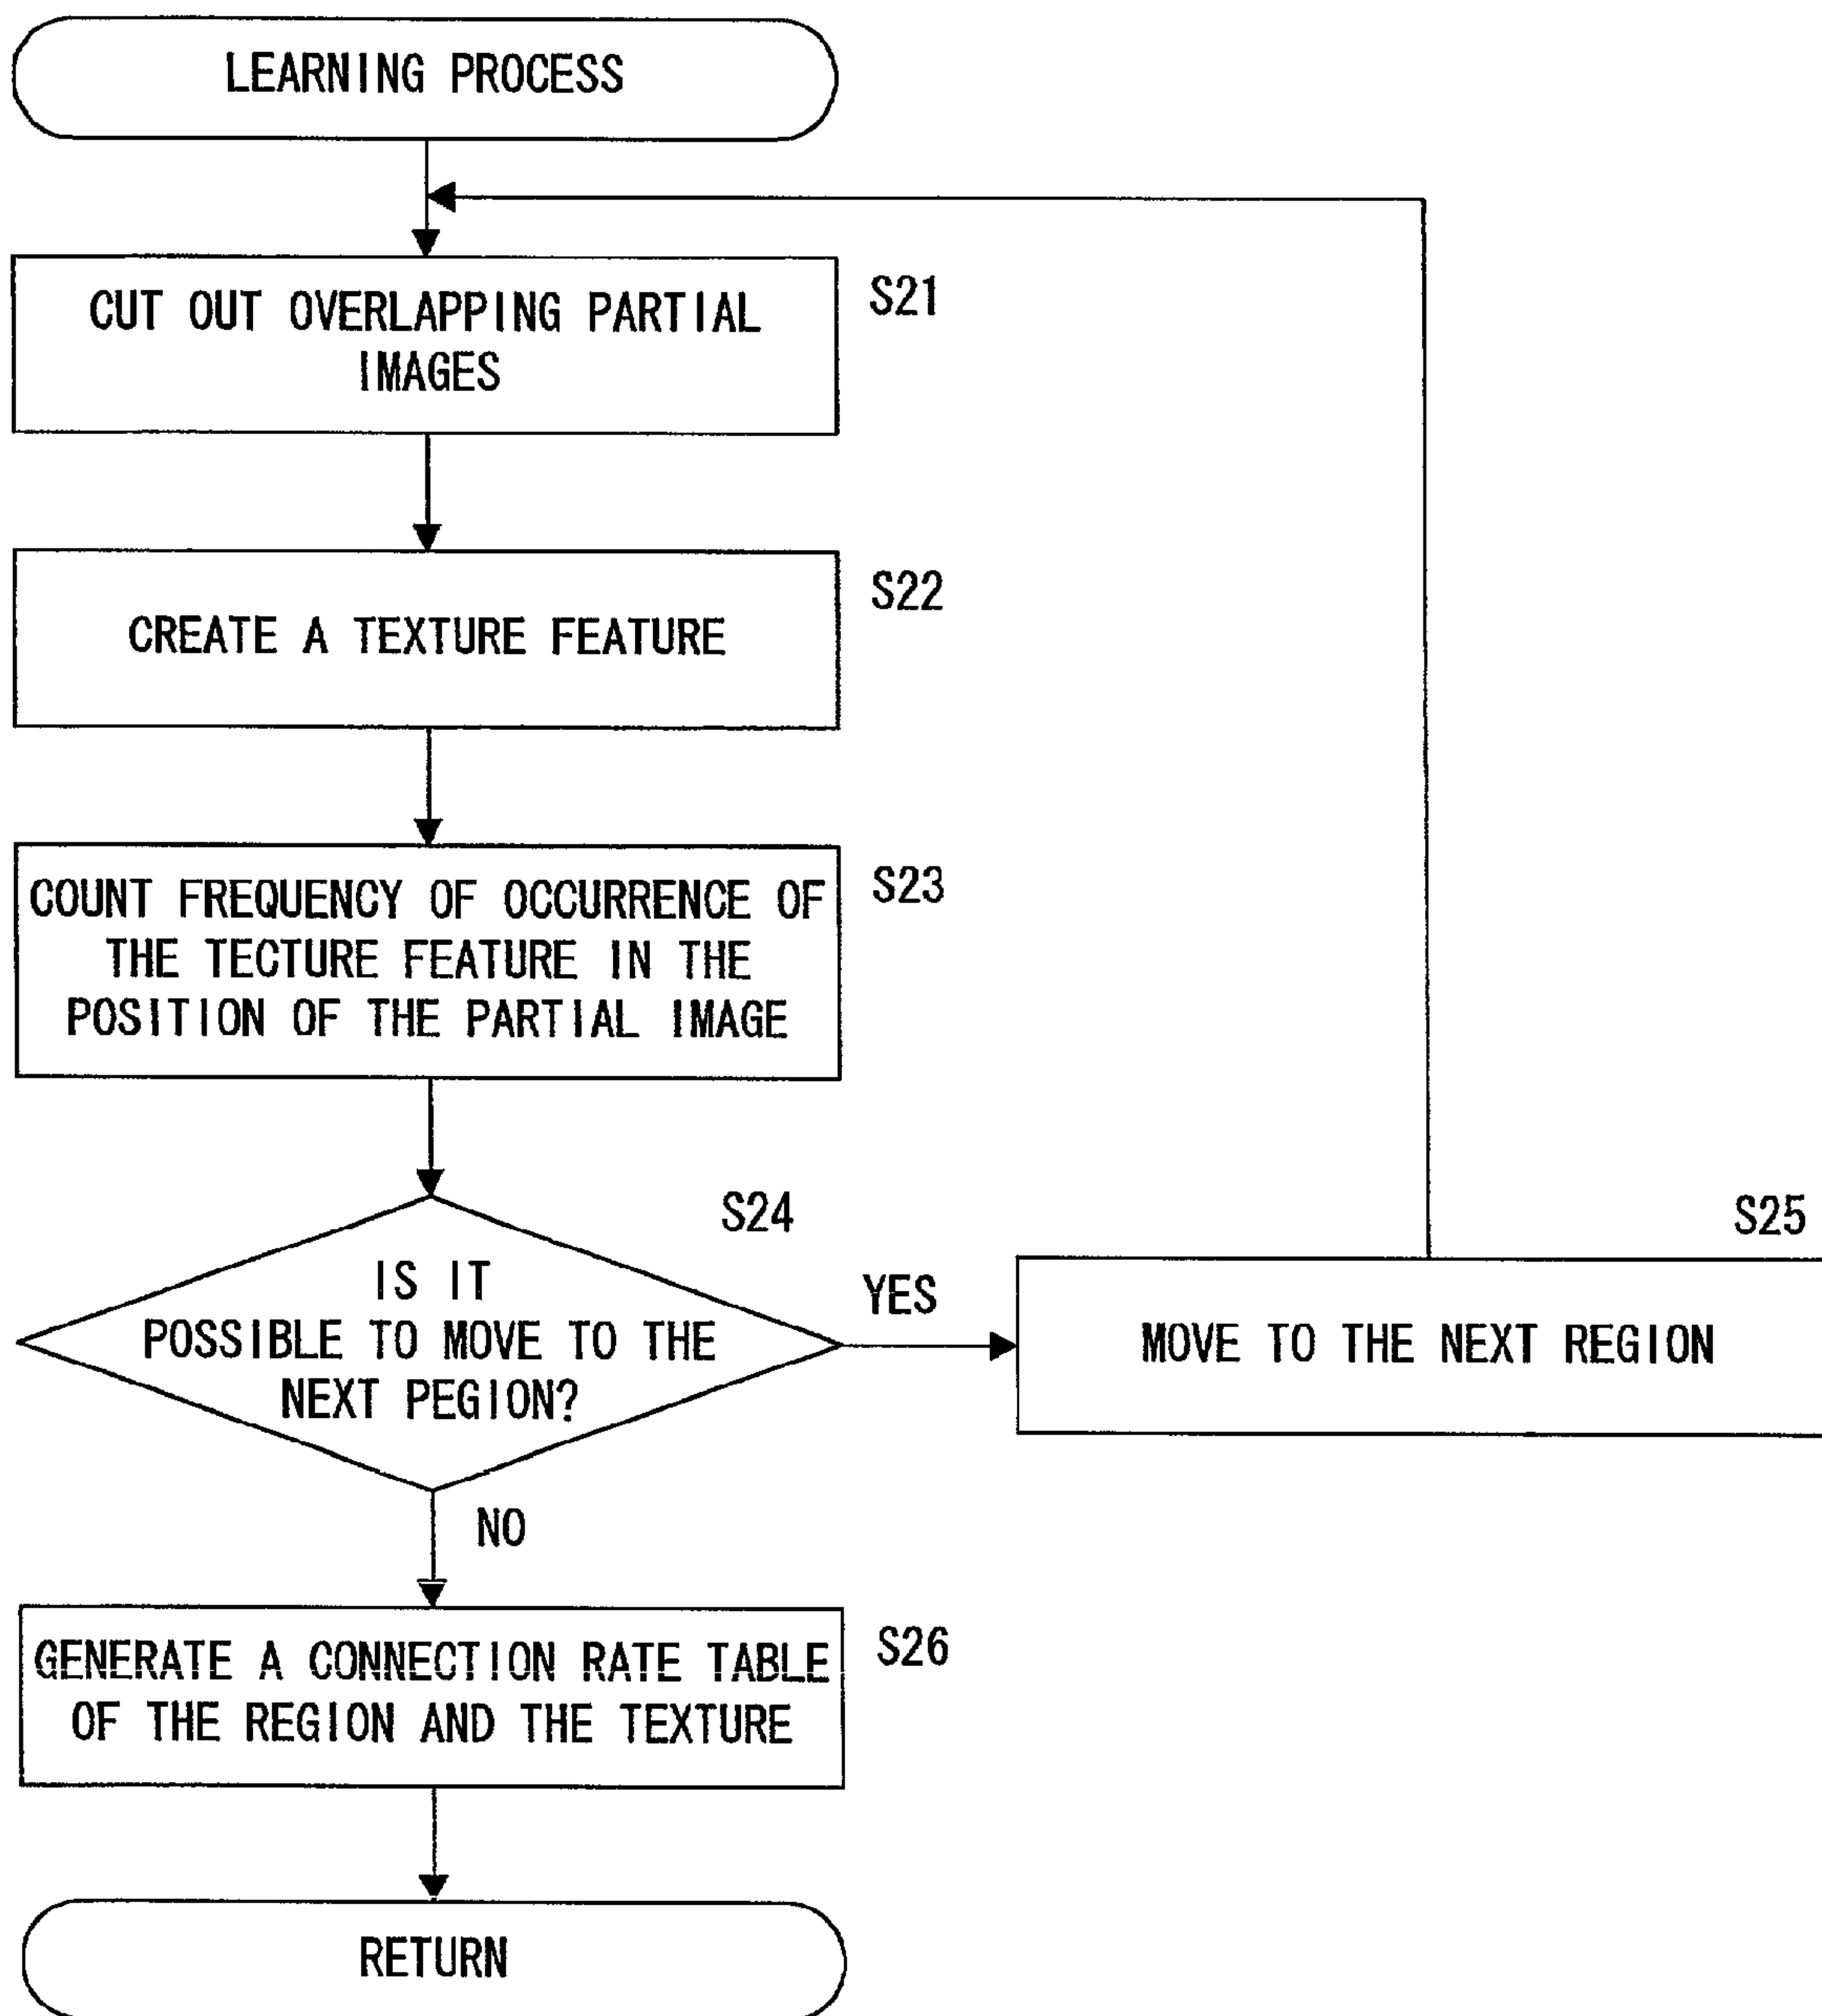 LEARNING PROCESS
CUT OUT OVERLAPPING PARTIAL
IMAGES
S21
CREATE A TEXTURE FEATURE
S22
COUNT FREQUENCY OF OCCURRENCE OF
THE TECTURE FEATURE IN THE
POSITION OF THE PARTIAL IMAGE
S23
IS IT
POSSIBLE TO MOVE TO THE
NEXT PEGION?
S24
YES
MOVE TO THE NEXT REGION
S25
NO
GENERATE A CONNECTION RATE TABLE
OF THE REGION AND THE TEXTURE
S26
RETURN